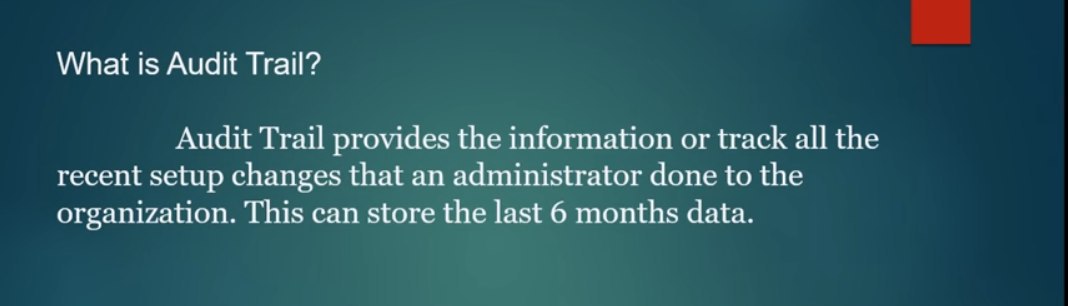 What is Audit Trail?
Audit Trail provides the information or track all the
recent setup changes that an administrator done to the
organization. This can store the last 6 months data.